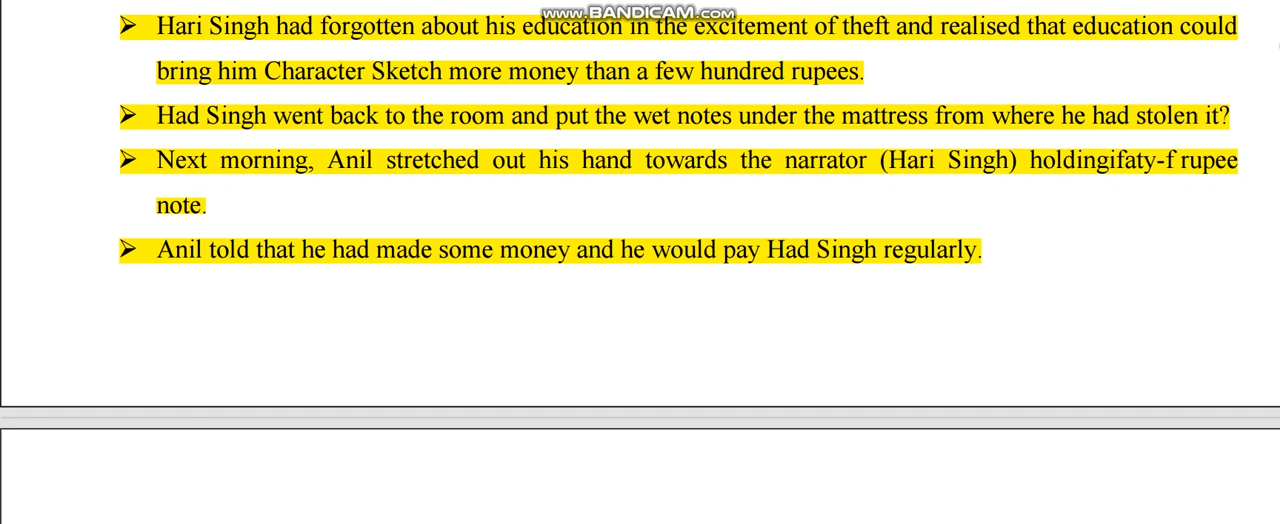 www.BANDICAM.com
➢ Hari Singh had forgotten about his education in the excitement of theft and realised that education could
bring him Character Sketch more money than a few hundred rupees.
➢ Had Singh went back to the room and put the wet notes under the mattress from where he had stolen it?
➢ Next morning, Anil stretched out his hand towards the narrator (Hari Singh) holdingifaty-f rupee
note.
➢ Anil told that he had made some money and he would pay Had Singh regularly.